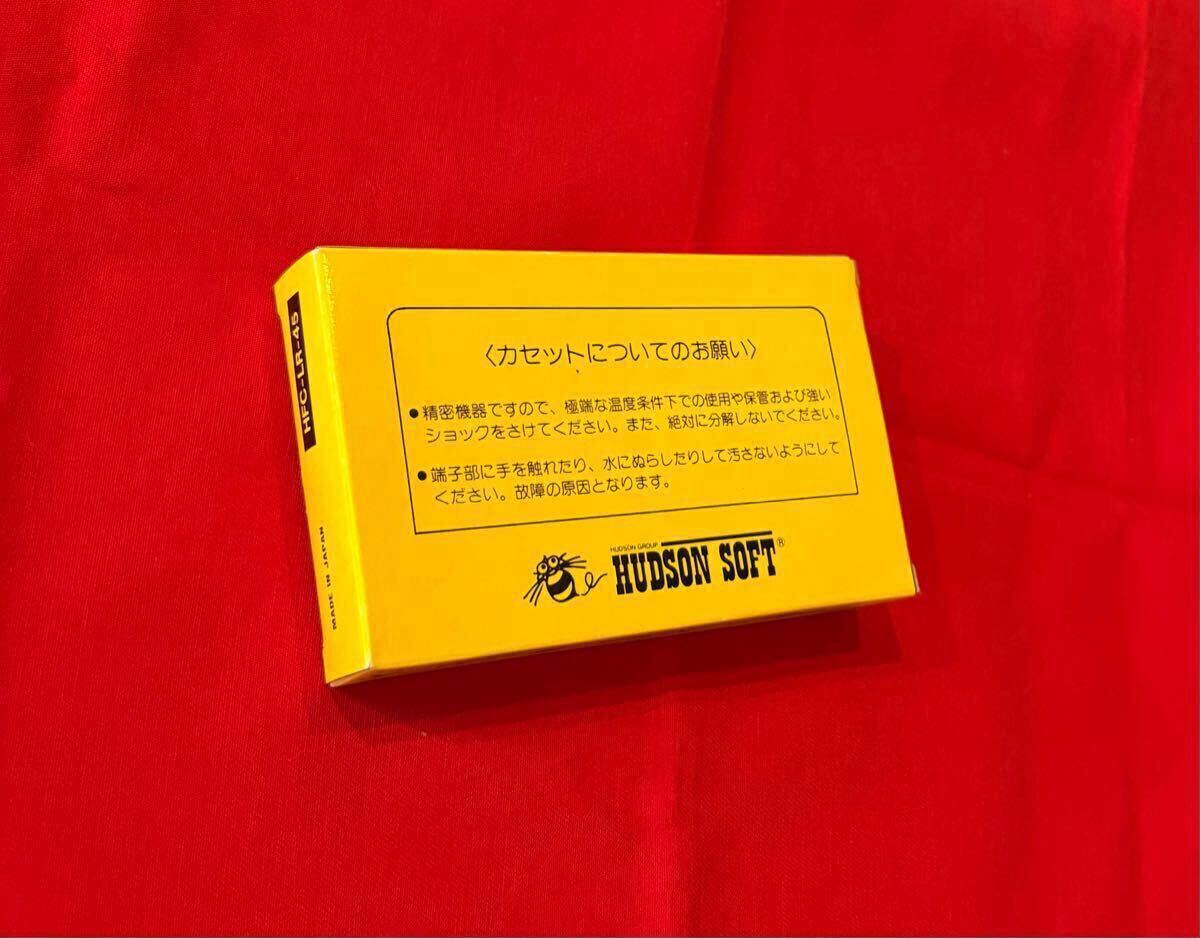 HFC-LR-45
MADE IN JAPAN
〈カセットについてのお願い〉
●精密機器ですので、極端な温度条件下での使用や保管および強い
ショックをさけてください。また、絶対に分解しないでください。
●端子部に手を触れたり、水にぬらしたりして汚さないようにして
ください。故障の原因となります。
HUDSON GROUP
HUDSON SOFT®